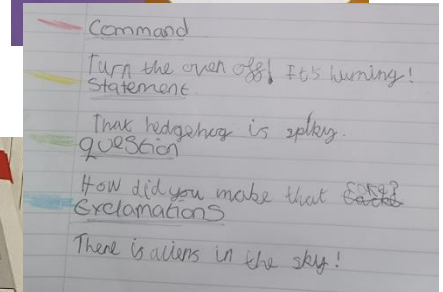 Command
Turn the oven off! It's burning!
Statement
That hedgehog is spiky.
question
How did you make that
Exclamations
There is aliens in the sky!